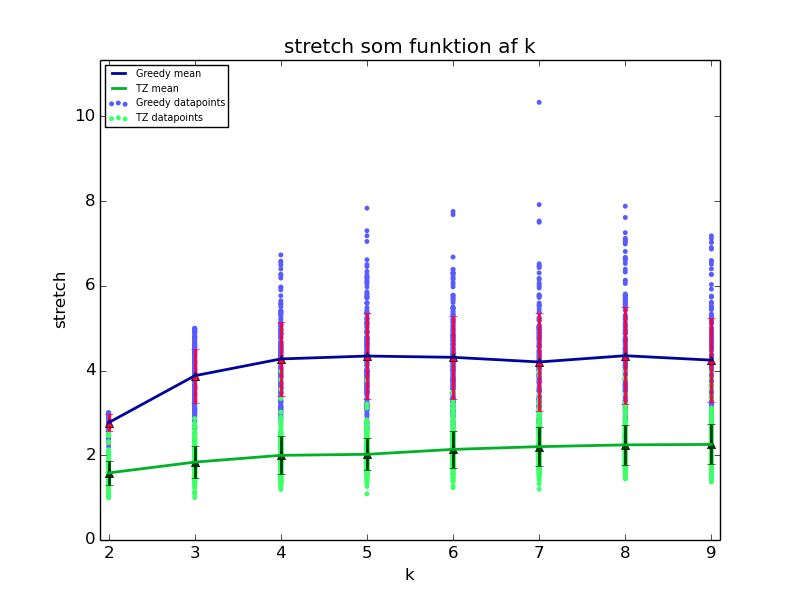 stretch som funktion af k
Greedy mean
TZ mean
Greedy datapoints
TZ datapoints
10
8
6
4
2
0
stretch
2 3 4 5 6 7 8 9
k